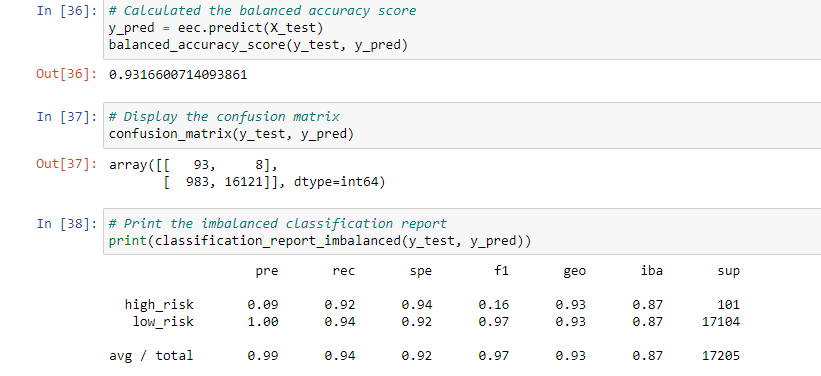 In [36]: # Calculated the balanced accuracy score
y_pred = eec.predict(X_test)
balanced_accuracy_score(y_test, y_pred)
Out[36]: 0.9316600714093861
In [37]: # Display the confusion matrix
confusion_matrix(y_test, y_pred)
Out[37]: array([[   93,     8],
       [  983, 16121]], dtype=int64)
In [38]: # Print the imbalanced classification report
print(classification_report_imbalanced(y_test, y_pred))
pre rec spe f1 geo iba sup
high_risk 0.09 0.92 0.94 0.16 0.93 0.87 101
low_risk 1.00 0.94 0.92 0.97 0.93 0.87 17104
avg / total 0.99 0.94 0.92 0.97 0.93 0.87 17205